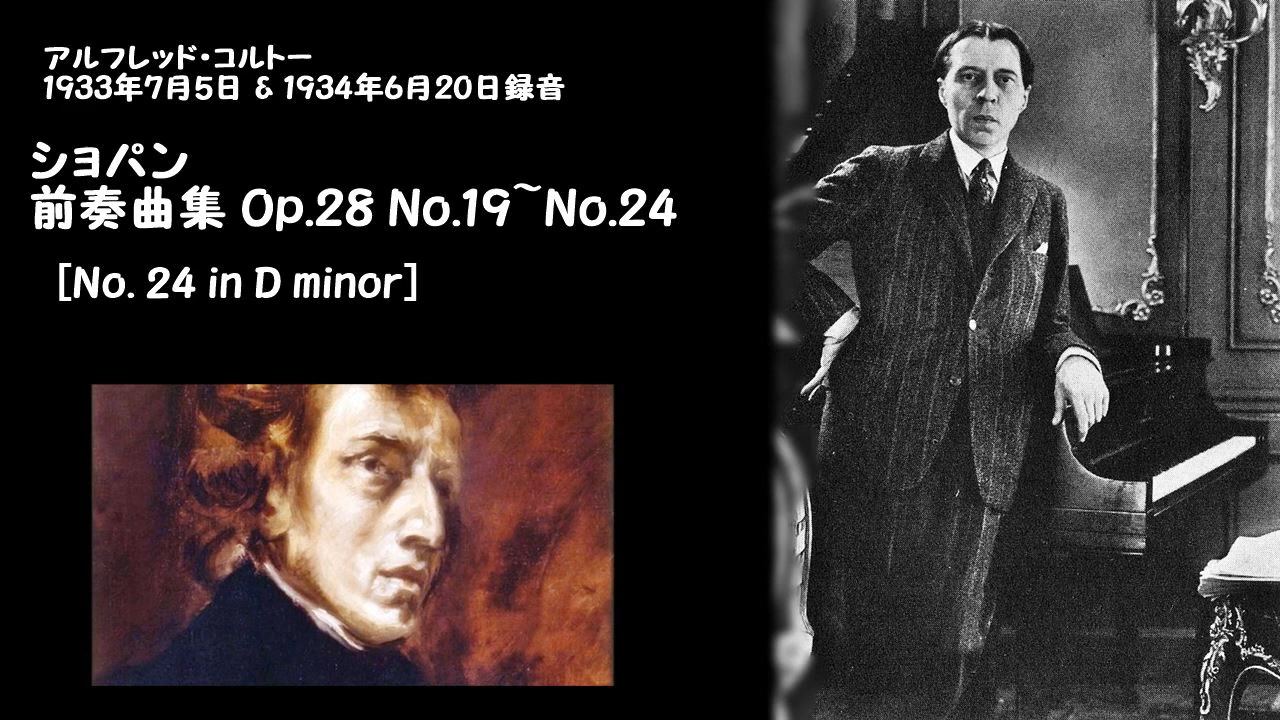 アルフレッド・コルトー
1933年7月5日 & 1934年6月20日録音
ショパン
前奏曲集 Op.28 No.19~No.24
[No. 24 in D minor]